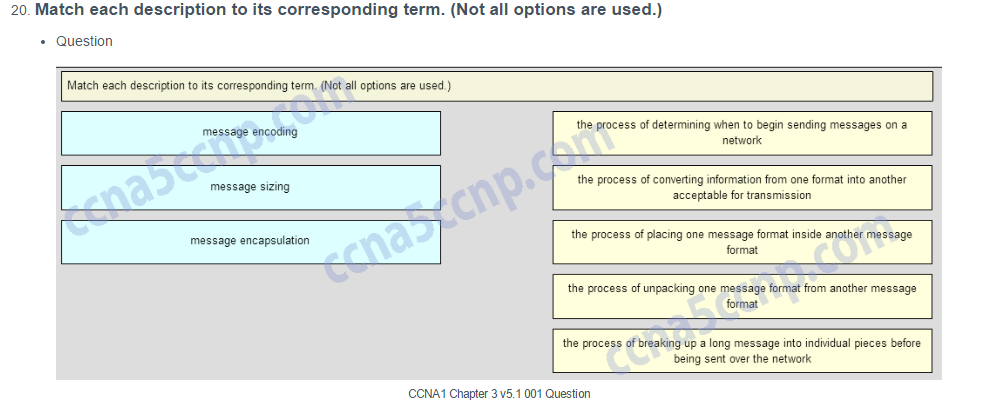 20. Match each description to its corresponding term. (Not all options are used.)
• Question
Match each description to its corresponding term. (Not all options are used.)
message encoding
message sizing
message encapsulation
the process of determining when to begin sending messages on a
network
the process of converting information from one format into another
acceptable for transmission
the process of placing one message format inside another message
format
the process of unpacking one message format from another message
format
the process of breaking up a long message into individual pieces before
being sent over the network
ccna5ccnp.com
ccna5ccnp.com
ccna5ccnp.com
CCNA1 Chapter 3 v5.1 001 Question